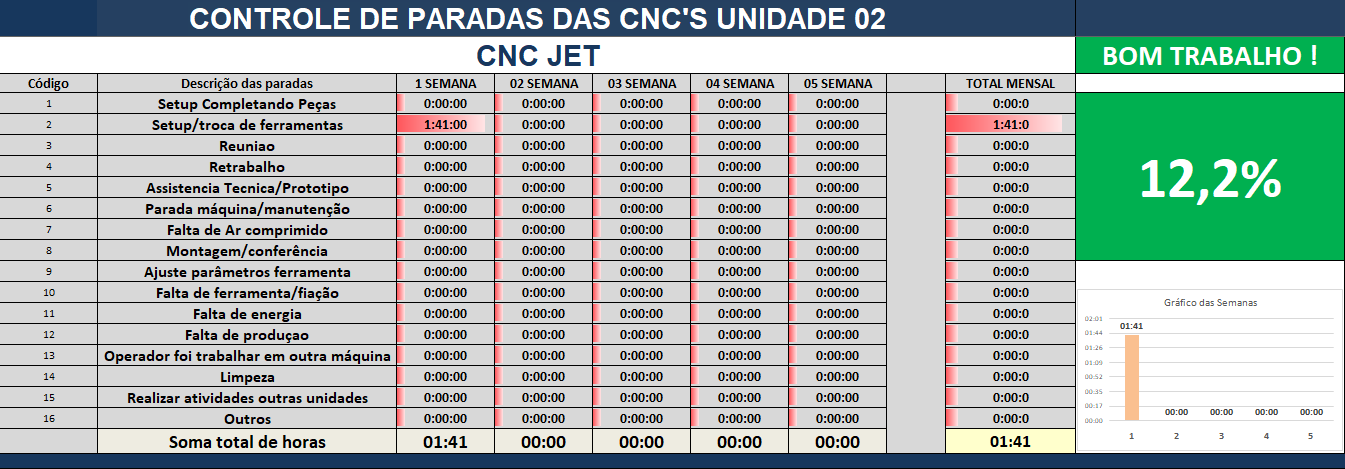 CONTROLE DE PARADAS DAS CNC'S UNIDADE 02
CNC JET
BOM TRABALHO !
Código Descrição das paradas 1 SEMANA 02 SEMANA 03 SEMANA 04 SEMANA 05 SEMANA TOTAL MENSAL
1 Setup Completando Peças 0:00:00 0:00:00 0:00:00 0:00:00 0:00:00 0:00:0
2 Setup/troca de ferramentas 1:41:00 0:00:00 0:00:00 0:00:00 0:00:00 1:41:0
3 Reuniao 0:00:00 0:00:00 0:00:00 0:00:00 0:00:00 0:00:0
4 Retrabalho 0:00:00 0:00:00 0:00:00 0:00:00 0:00:00 0:00:0
5 Assistencia Tecnica/Prototipo 0:00:00 0:00:00 0:00:00 0:00:00 0:00:00 0:00:0
6 Parada máquina/manutenção 0:00:00 0:00:00 0:00:00 0:00:00 0:00:00 0:00:0
7 Falta de Ar comprimido 0:00:00 0:00:00 0:00:00 0:00:00 0:00:00 0:00:0
8 Montagem/conferência 0:00:00 0:00:00 0:00:00 0:00:00 0:00:00 0:00:0
9 Ajuste parâmetros ferramenta 0:00:00 0:00:00 0:00:00 0:00:00 0:00:00 0:00:0
10 Falta de ferramenta/fiação 0:00:00 0:00:00 0:00:00 0:00:00 0:00:00 0:00:0
11 Falta de energia 0:00:00 0:00:00 0:00:00 0:00:00 0:00:00 0:00:0
12 Falta de produçao 0:00:00 0:00:00 0:00:00 0:00:00 0:00:00 0:00:0
13 Operador foi trabalhar em outra máquina 0:00:00 0:00:00 0:00:00 0:00:00 0:00:00 0:00:0
14 Limpeza 0:00:00 0:00:00 0:00:00 0:00:00 0:00:00 0:00:0
15 Realizar atividades outras unidades 0:00:00 0:00:00 0:00:00 0:00:00 0:00:00 0:00:0
16 Outros 0:00:00 0:00:00 0:00:00 0:00:00 0:00:00 0:00:0
Soma total de horas 01:41 00:00 00:00 00:00 00:00 01:41
12,2%
Gráfico das Semanas
02:01
01:44
01:26
01:09
00:52
00:35
00:17
00:00
01:41 00:00 00:00 00:00 00:00
1 2 3 4 5